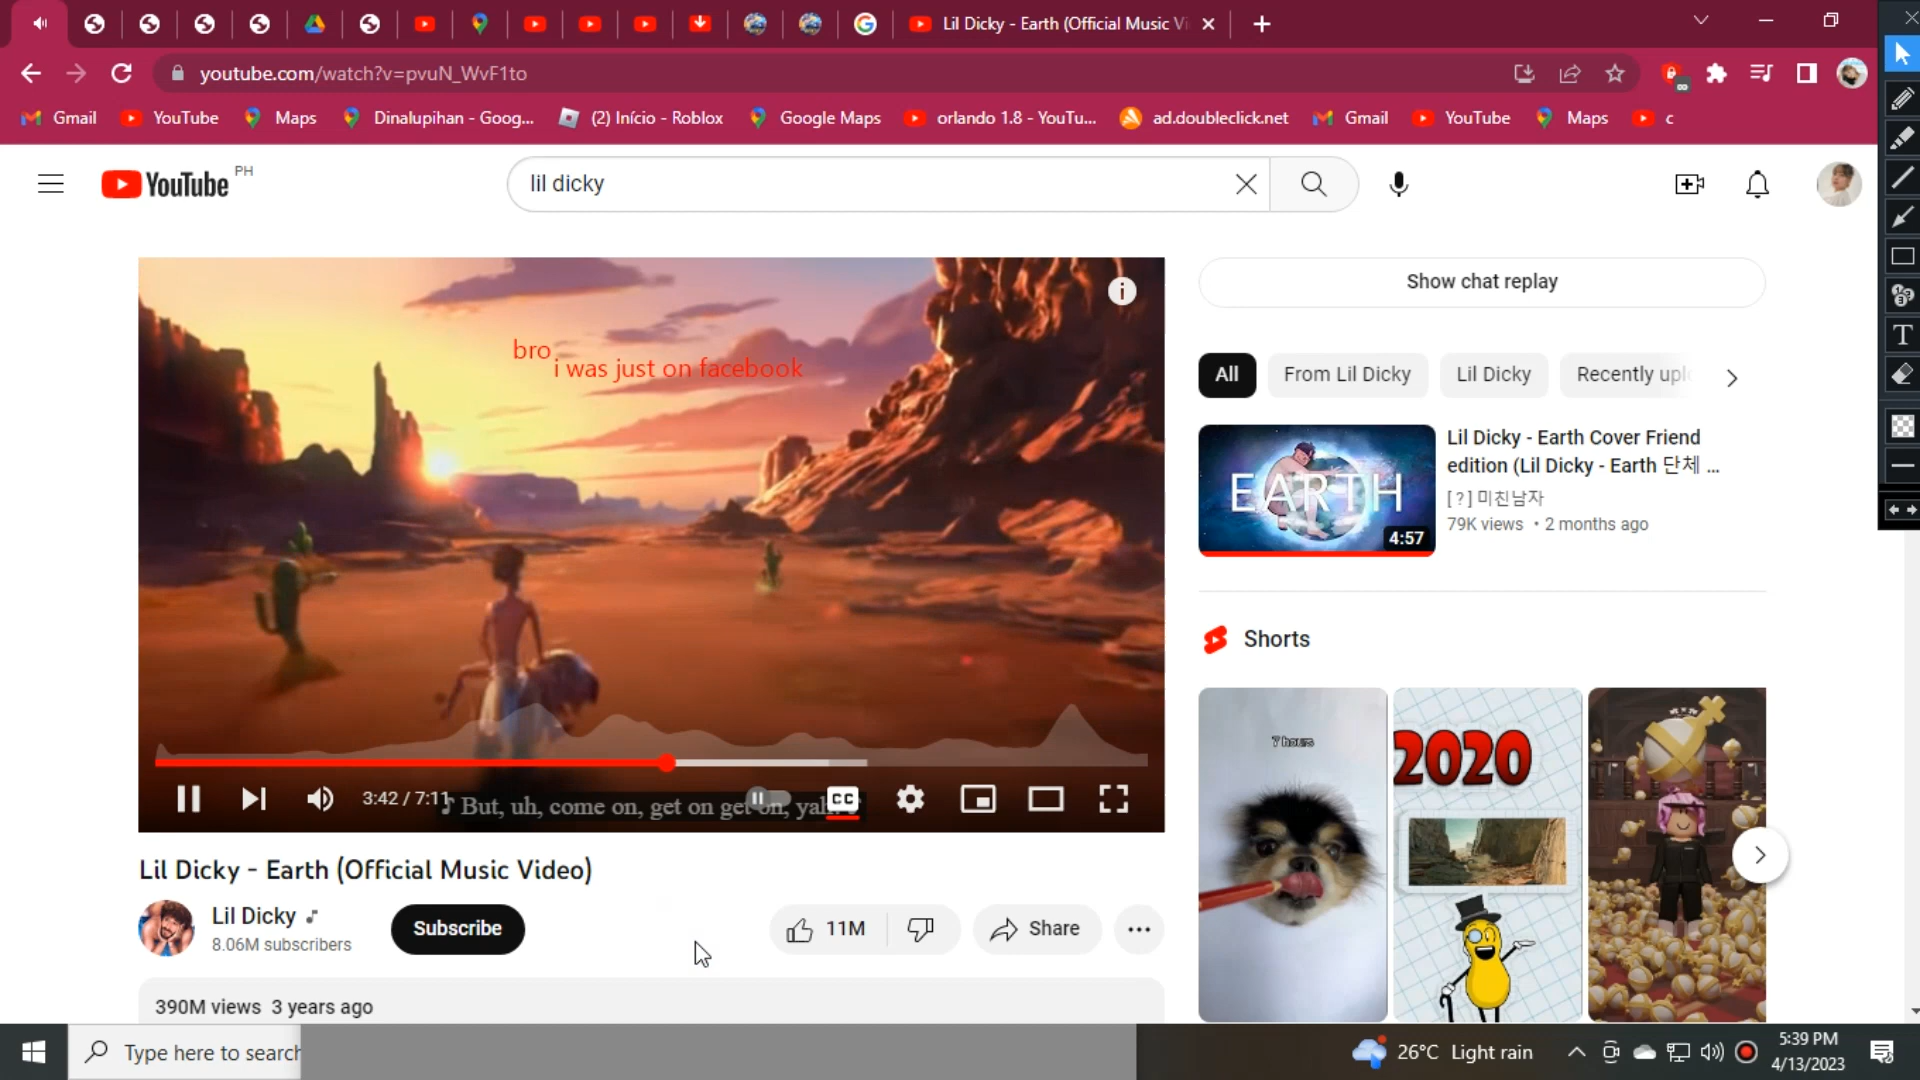 Lil Dicky - Earth (Official Music Vi
youtube.com/watch?v=pvuN_WvF1to
Gmail
YouTube
Maps
Dinalupihan - Goog...
(2) Início - Roblox
Google Maps
orlando 1.8 - YouTu...
ad.doubleclick.net
Gmail
YouTube
Maps
c
YouTube PH
lil dicky
bro
i was just on facebook
Show chat replay
All
From Lil Dicky
Lil Dicky
Recently uplo
EARTH
4:57
Lil Dicky - Earth Cover Friend
edition (Lil Dicky - Earth 단체 ...
[?]미친남자
79K views • 2 months ago
Shorts
7 hours
2020
3:42 / 7:11
♪ But, uh, come on, get on get on, yah. ♪
CC
Lil Dicky - Earth (Official Music Video)
Lil Dicky
8.06M subscribers
Subscribe
11M
Share
390M views 3 years ago
Type here to search
26°C Light rain
5:39 PM
4/13/2023